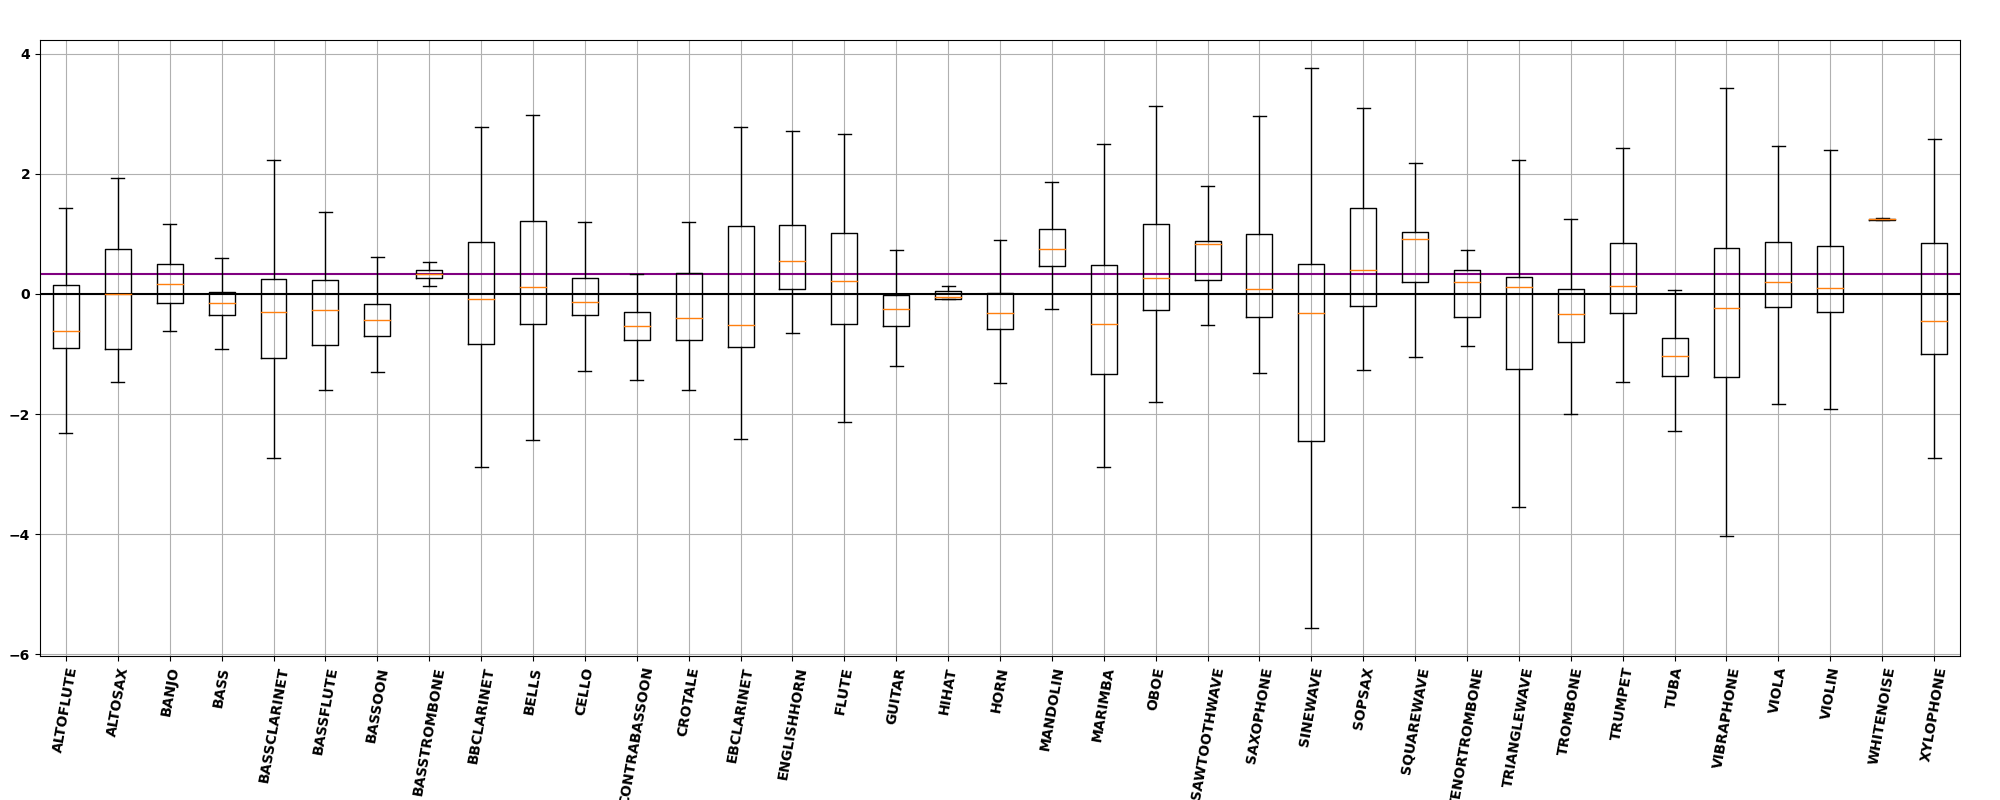 4
2
0
−2
−4
−6
ALTOFLUTE
ALTOSAX
BANJO
BASS
BASSCLARINET
BASSFLUTE
BASSOON
BASSTROMBONE
BBCLARINET
BELLS
CELLO
CONTRABASSOON
CROTALE
EBCLARINET
ENGLISHHORN
FLUTE
GUITAR
HIHAT
HORN
MANDOLIN
MARIMBA
OBOE
SAWTOOTHWAVE
SAXOPHONE
SINEWAVE
SOPSAX
SQUAREWAVE
TENORTROMBONE
TRIANGLEWAVE
TROMBONE
TRUMPET
TUBA
VIBRAPHONE
VIOLA
VIOLIN
WHITENOISE
XYLOPHONE